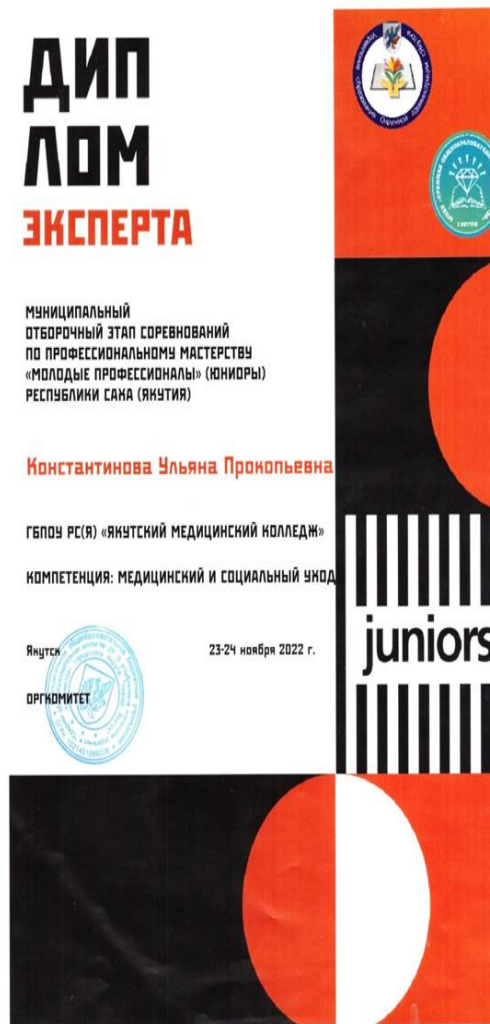 ДИП
ЛОМ
ЭКСПЕРТА
МУНИЦИПАЛЬНЫЙ
ОТБОРОЧНЫЙ ЭТАП СОРЕВНОВАНИЙ
ПО ПРОФЕССИОНАЛЬНОМУ МАСТЕРСТВУ
«МОЛОДЫЕ ПРОФЕССИОНАЛЫ» (ЮНИОРЫ)
РЕСПУБЛИКИ САХА (ЯКУТИЯ)
Константинова Ульяна Прокопьевна
ГБПОУ РС(Я) «ЯКУТСКИЙ МЕДИЦИНСКИЙ КОЛЛЕДЖ»
КОМПЕТЕНЦИЯ: МЕДИЦИНСКИЙ И СОЦИАЛЬНЫЙ УХОД
Якутск 23-24 ноября 2022 г.
juniors
ОРГКОМИТЕТ